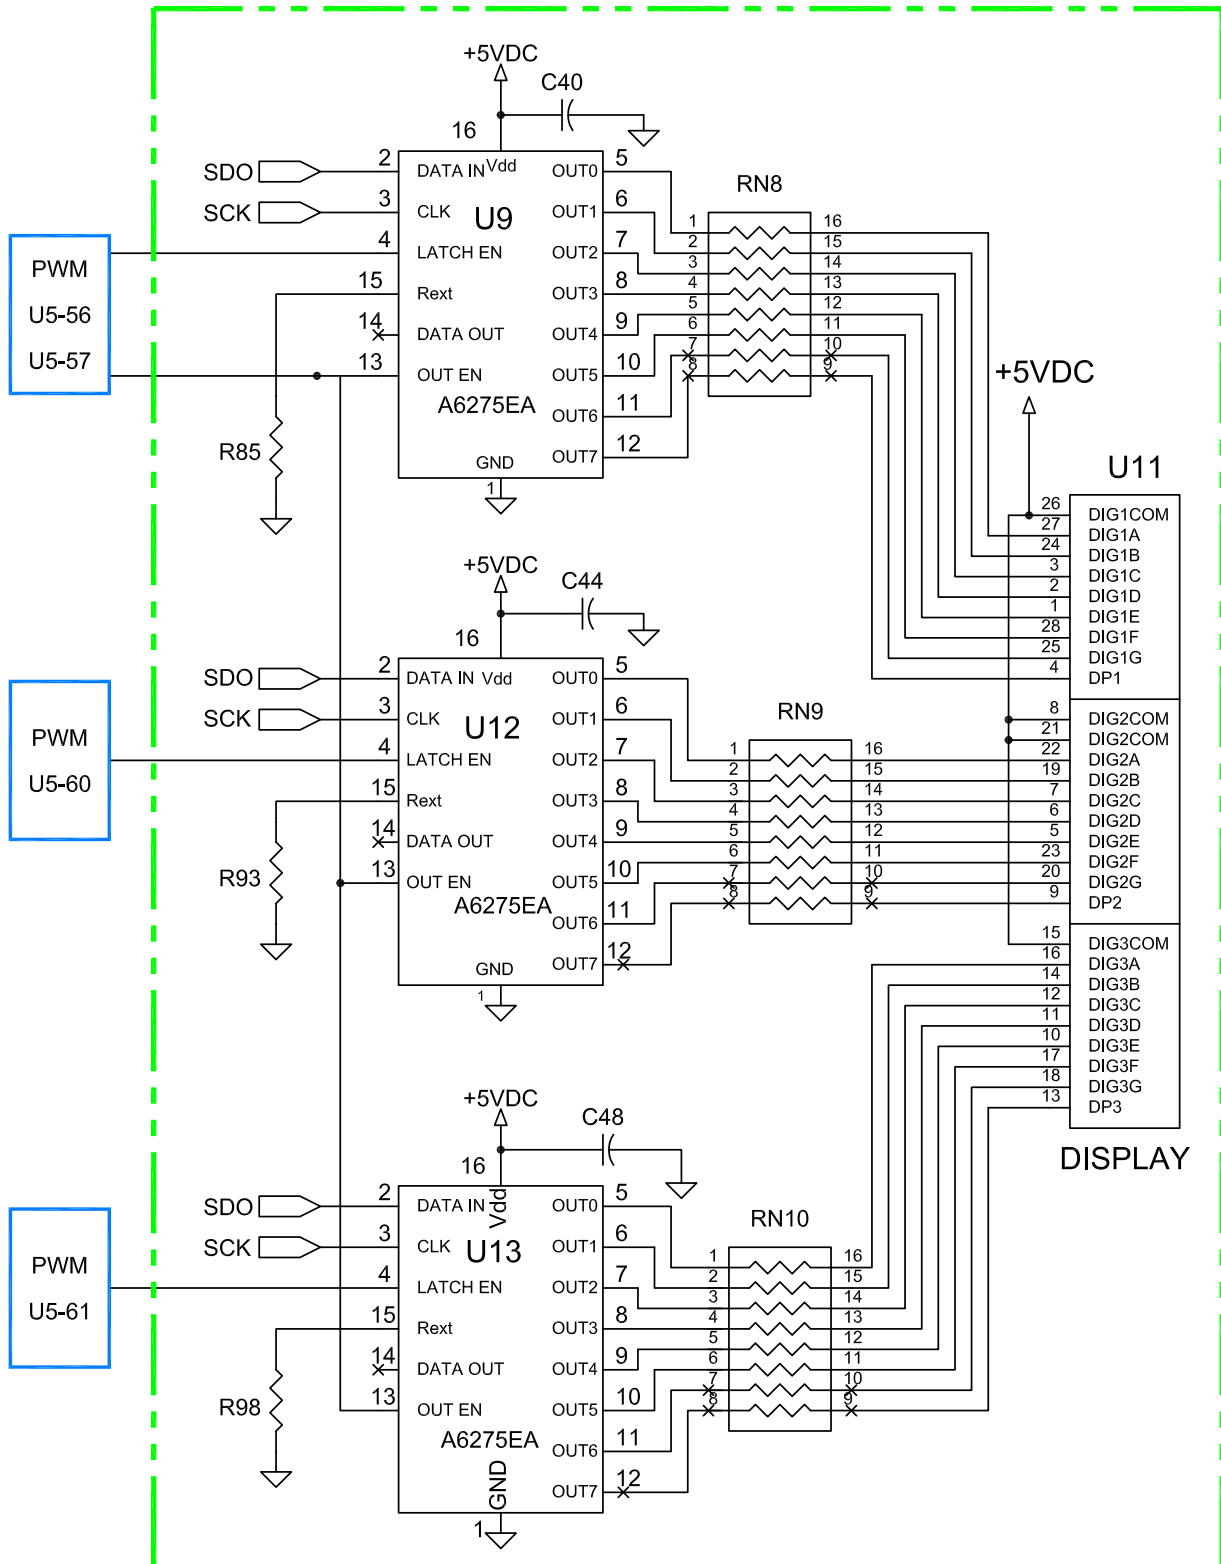 +5VDC
C40
16
SDO
2
DATA IN
Vdd
OUT0
5
SCK
3
CLK
U9
OUT1
6
4
LATCH EN
OUT2
7
15
Rext
OUT3
8
14
DATA OUT
OUT4
9
13
OUT EN
OUT5
10
A6275EA
OUT6
11
OUT7
12
GND
1
R85
PWM
U5-56
U5-57
RN8
1 16
2 15
3 14
4 13
5 12
6 11
7 10
8 9
+5VDC
U11
26 DIG1COM
27 DIG1A
24 DIG1B
3 DIG1C
2 DIG1D
1 DIG1E
28 DIG1F
25 DIG1G
4 DP1
8 DIG2COM
21 DIG2COM
22 DIG2A
19 DIG2B
7 DIG2C
6 DIG2D
5 DIG2E
23 DIG2F
20 DIG2G
9 DP2
15 DIG3COM
16 DIG3A
14 DIG3B
12 DIG3C
11 DIG3D
10 DIG3E
17 DIG3F
18 DIG3G
13 DP3
DISPLAY
+5VDC
C44
16
SDO
2
DATA IN
Vdd
OUT0
5
SCK
3
CLK
U12
OUT1
6
4
LATCH EN
OUT2
7
15
Rext
OUT3
8
14
DATA OUT
OUT4
9
13
OUT EN
OUT5
10
A6275EA
OUT6
11
OUT7
12
GND
1
R93
PWM
U5-60
RN9
1 16
2 15
3 14
4 13
5 12
6 11
7 10
8 9
+5VDC
C48
16
SDO
2
DATA IN
Vdd
OUT0
5
SCK
3
CLK
U13
OUT1
6
4
LATCH EN
OUT2
7
15
Rext
OUT3
8
14
DATA OUT
OUT4
9
13
OUT EN
OUT5
10
A6275EA
OUT6
11
OUT7
12
GND
1
R98
PWM
U5-61
RN10
1 16
2 15
3 14
4 13
5 12
6 11
7 10
8 9